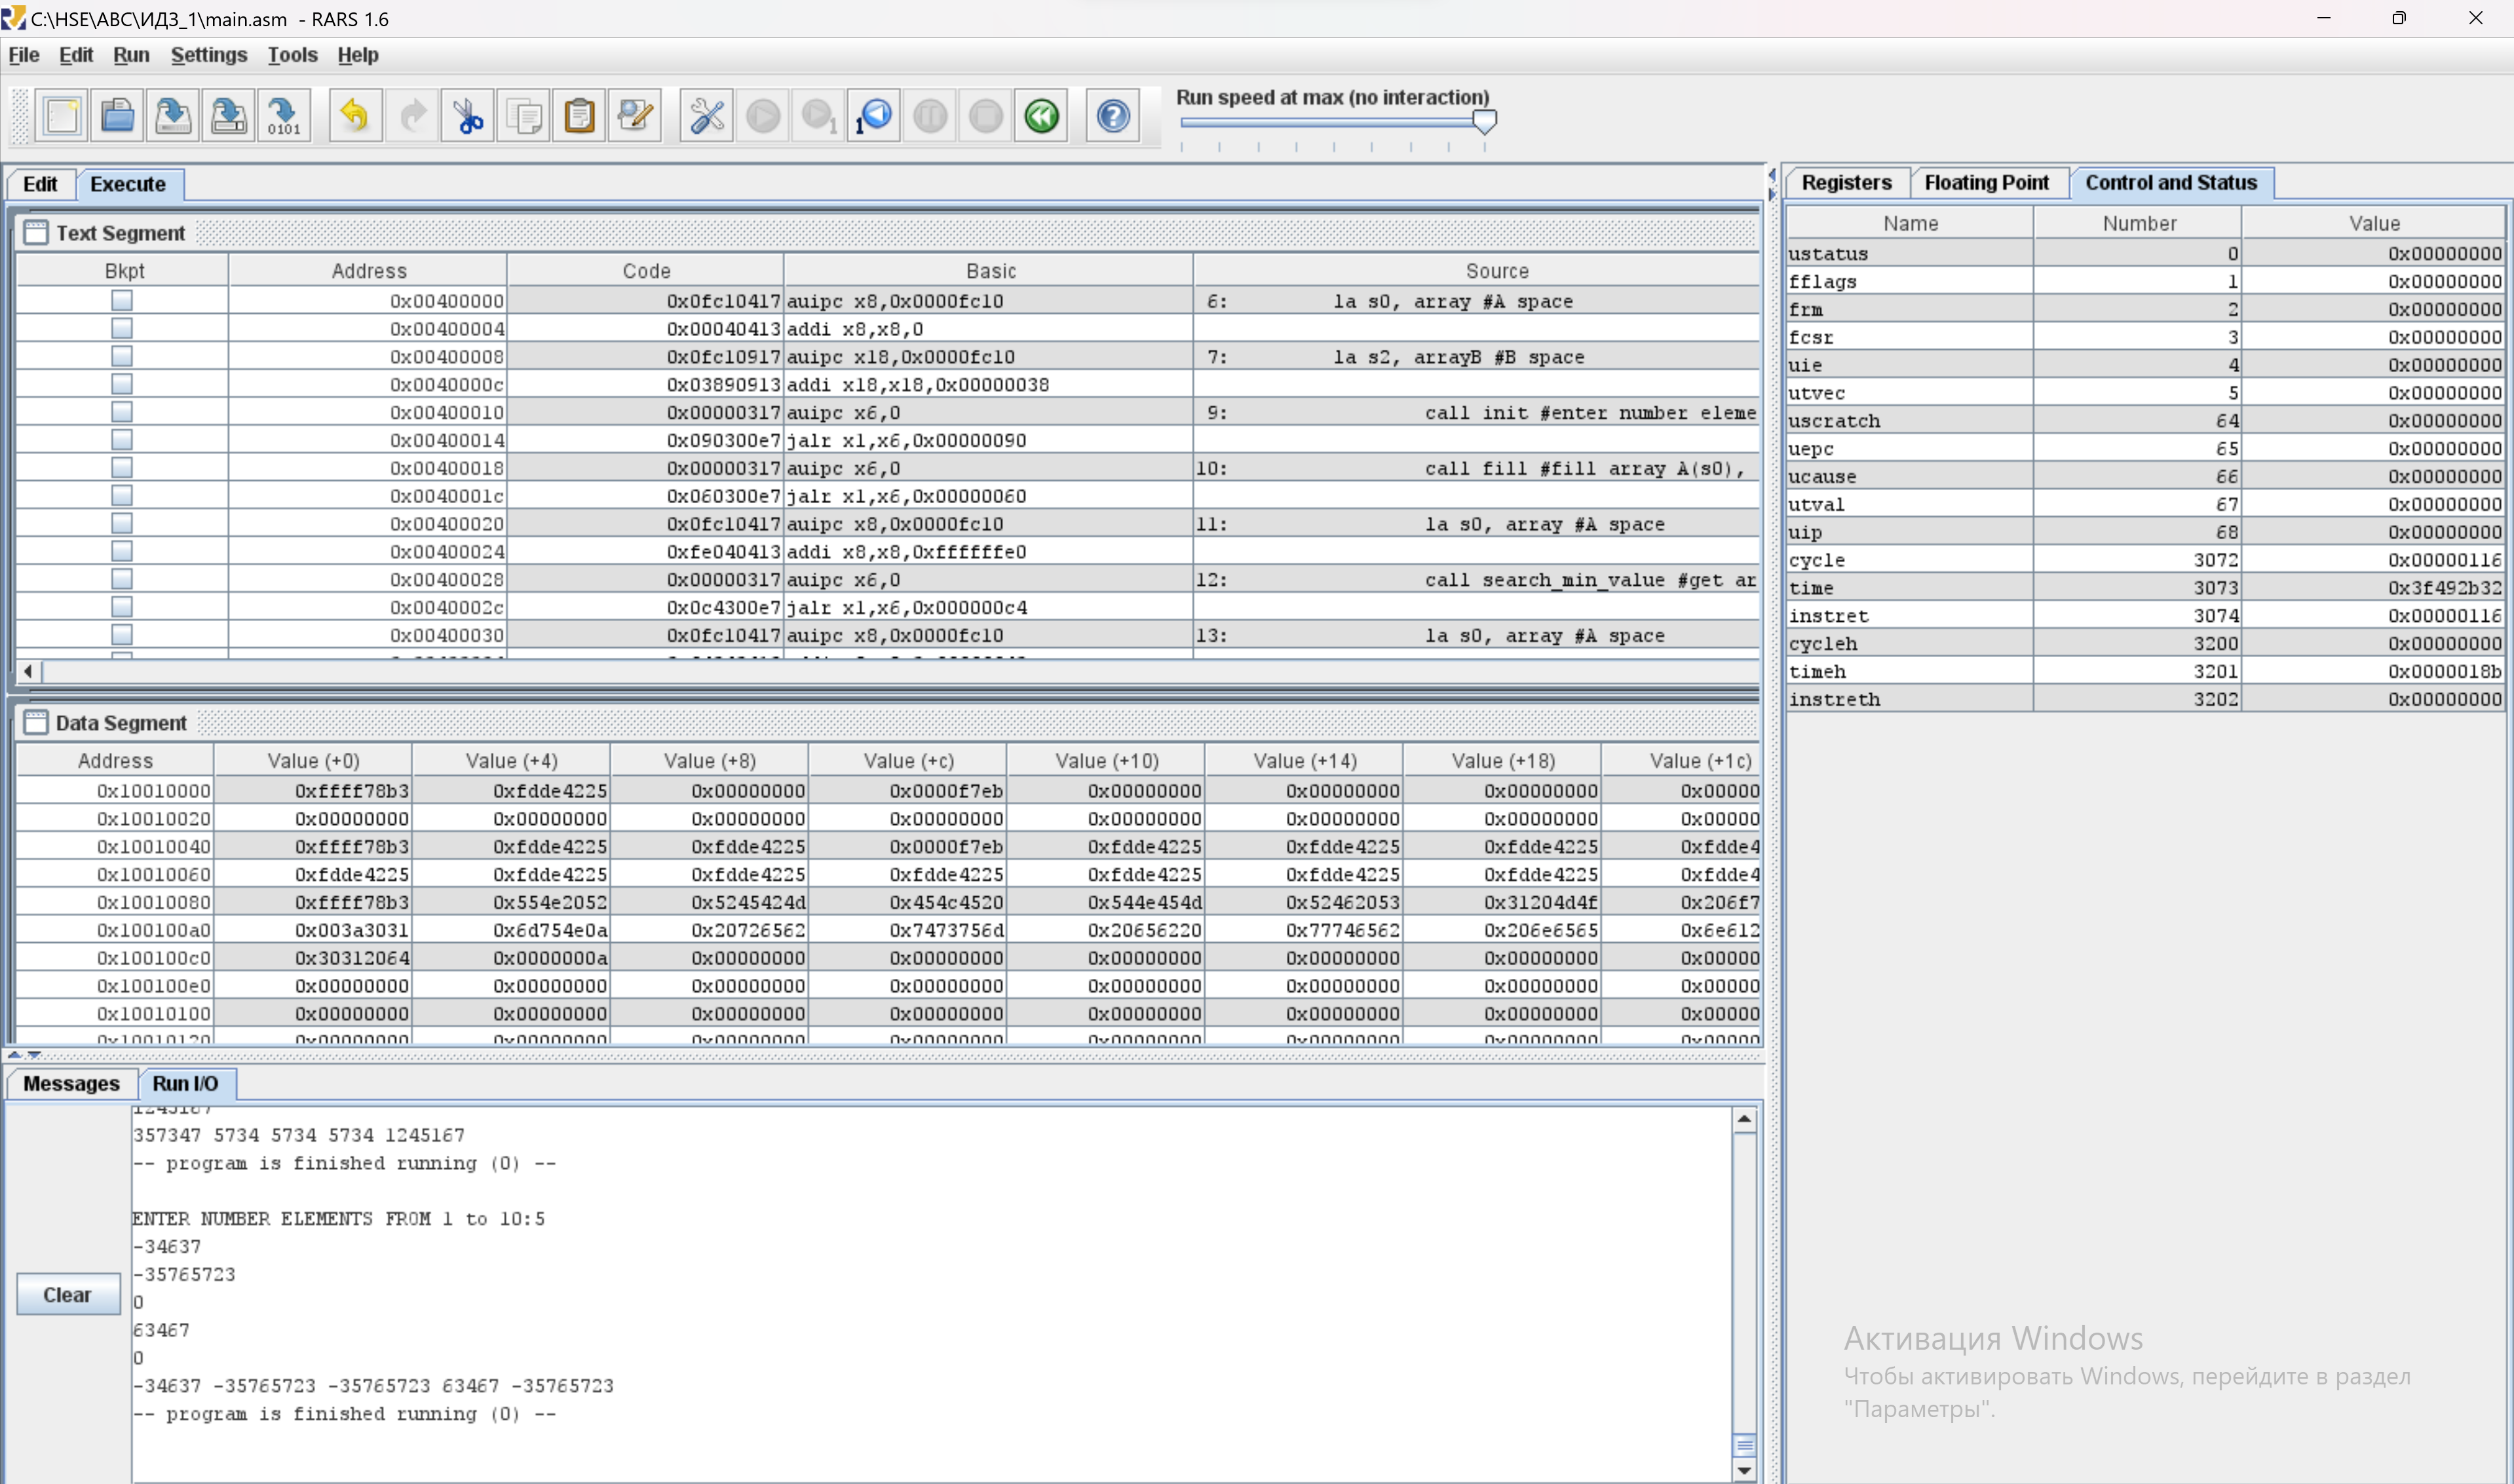 C:\HSE\ABC\ИДЗ_1\main.asm - RARS 1.6
File Edit Run Settings Tools Help
Run speed at max (no interaction)
Edit Execute
Registers Floating Point Control and Status
Text Segment
Bkpt Address Code Basic Source
0x00400000 0x0fc10417 auipc x8,0x0000fc10 6: la s0, array #A space
0x00400004 0x00040413 addi x8,x8,0
0x00400008 0x0fc10917 auipc x18,0x0000fc10 7: la s2, arrayB #B space
0x0040000c 0x03890913 addi x18,x18,0x00000038
0x00400010 0x00000317 auipc x6,0 9: call init #enter number eleme
0x00400014 0x090300e7 jalr x1,x6,0x00000090
0x00400018 0x00000317 auipc x6,0 10: call fill #fill array A(s0),
0x0040001c 0x060300e7 jalr x1,x6,0x00000060
0x00400020 0x0fc10417 auipc x8,0x0000fc10 11: la s0, array #A space
0x00400024 0xfe040413 addi x8,x8,0xffffffe0
0x00400028 0x00000317 auipc x6,0 12: call search_min_value #get ar
0x0040002c 0x0c4300e7 jalr x1,x6,0x000000c4
0x00400030 0x0fc10417 auipc x8,0x0000fc10 13: la s0, array #A space
Name Number Value
ustatus 0 0x00000000
fflags 1 0x00000000
frm 2 0x00000000
fcsr 3 0x00000000
uie 4 0x00000000
utvec 5 0x00000000
uscratch 64 0x00000000
uepc 65 0x00000000
ucause 66 0x00000000
utval 67 0x00000000
uip 68 0x00000000
cycle 3072 0x00000116
time 3073 0x3f492b32
instret 3074 0x00000116
cycleh 3200 0x00000000
timeh 3201 0x0000018b
instreth 3202 0x00000000
Data Segment
Address Value (+0) Value (+4) Value (+8) Value (+c) Value (+10) Value (+14) Value (+18) Value (+1c)
0x10010000 0xffff78b3 0xfdde4225 0x00000000 0x0000f7eb 0x00000000 0x00000000 0x00000000 0x00000
0x10010020 0x00000000 0x00000000 0x00000000 0x00000000 0x00000000 0x00000000 0x00000000 0x00000
0x10010040 0xffff78b3 0xfdde4225 0xfdde4225 0x0000f7eb 0xfdde4225 0xfdde4225 0xfdde4225 0xfdde4
0x10010060 0xfdde4225 0xfdde4225 0xfdde4225 0xfdde4225 0xfdde4225 0xfdde4225 0xfdde4225 0xfdde4
0x10010080 0xffff78b3 0x554e2052 0x5245424d 0x454c4520 0x544e454d 0x52462053 0x31204d4f 0x206f7
0x100100a0 0x003a3031 0x6d754e0a 0x20726562 0x7473756d 0x20656220 0x77746562 0x206e6565 0x6e612
0x100100c0 0x30312064 0x0000000a 0x00000000 0x00000000 0x00000000 0x00000000 0x00000000 0x00000
0x100100e0 0x00000000 0x00000000 0x00000000 0x00000000 0x00000000 0x00000000 0x00000000 0x00000
0x10010100 0x00000000 0x00000000 0x00000000 0x00000000 0x00000000 0x00000000 0x00000000 0x00000
0x10010120 0x00000000 0x00000000 0x00000000 0x00000000 0x00000000 0x00000000 0x00000000 0x00000
Messages Run I/O
Clear
1245167
357347 5734 5734 5734 1245167
-- program is finished running (0) --
ENTER NUMBER ELEMENTS FROM 1 to 10:5
-34637
-35765723
0
63467
0
-34637 -35765723 -35765723 63467 -35765723
-- program is finished running (0) --
Активация Windows
Чтобы активировать Windows, перейдите в раздел
"Параметры".